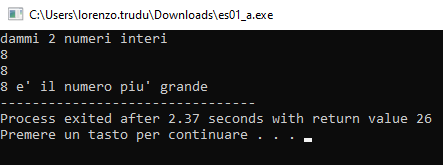 C:\Users\lorenzo.trudu\Downloads\es01_a.exe
dammi 2 numeri interi
8
8
8 e' il numero piu' grande
--------------------------------
Process exited after 2.37 seconds with return value 26
Premere un tasto per continuare . . .